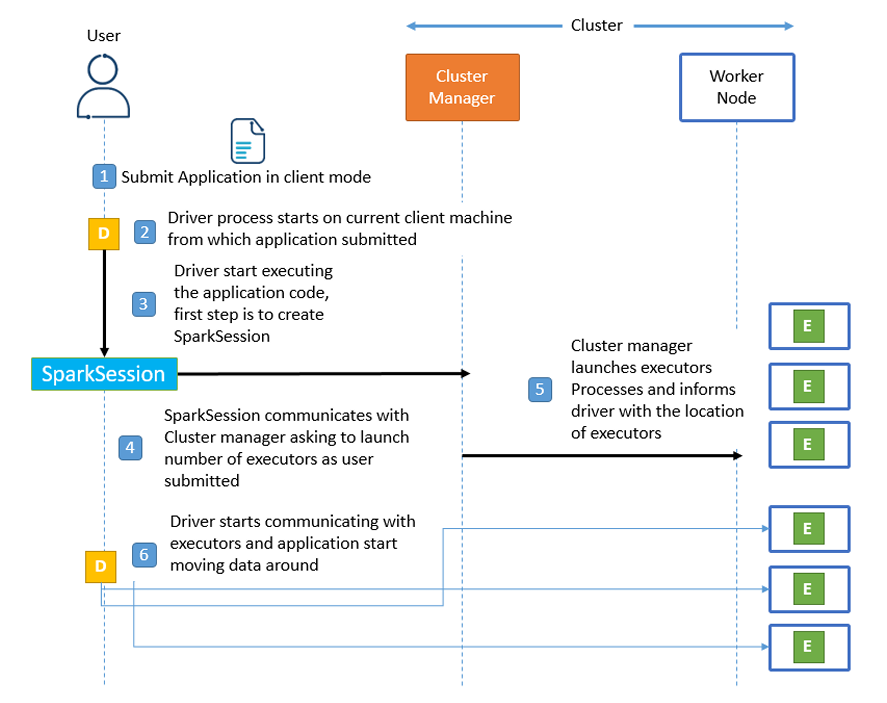 User
Cluster
Cluster
Manager
Worker
Node
1 Submit Application in client mode
D
2
Driver process starts on current client machine
from which application submitted
3
Driver start executing
the application code,
first step is to create
SparkSession
SparkSession
4
SparkSession communicates with
Cluster manager asking to launch
number of executors as user
submitted
5
Cluster manager
launches executors
Processes and informs
driver with the location
of executors
E
E
E
D
6
Driver starts communicating with
executors and application start
moving data around
E
E
E